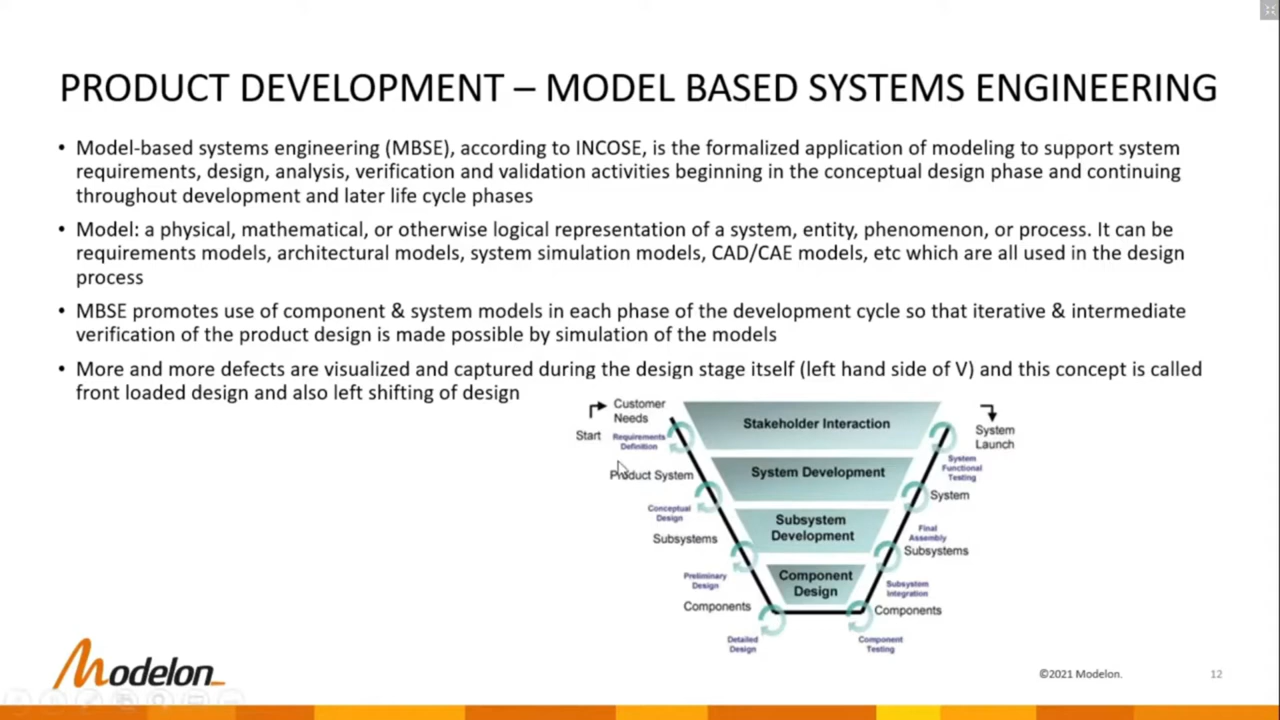 PRODUCT DEVELOPMENT – MODEL BASED SYSTEMS ENGINEERING
• Model-based systems engineering (MBSE), according to INCOSE, is the formalized application of modeling to support system
requirements, design, analysis, verification and validation activities beginning in the conceptual design phase and continuing
throughout development and later life cycle phases
• Model: a physical, mathematical, or otherwise logical representation of a system, entity, phenomenon, or process. It can be
requirements models, architectural models, system simulation models, CAD/CAE models, etc which are all used in the design
process
• MBSE promotes use of component & system models in each phase of the development cycle so that iterative & intermediate
verification of the product design is made possible by simulation of the models
• More and more defects are visualized and captured during the design stage itself (left hand side of V) and this concept is called
front loaded design and also left shifting of design
Customer
Needs
Start
Requirements
Definition
Product System
Conceptual
Design
Subsystems
Preliminary
Design
Components
Detailed
Design
Stakeholder Interaction
System Development
Subsystem
Development
Component
Design
System
Launch
System
Functional
Testing
System
Final
Assembly
Subsystems
Subsystem
Integration
Components
Component
Testing
Modelon
©2021 Modelon.
12